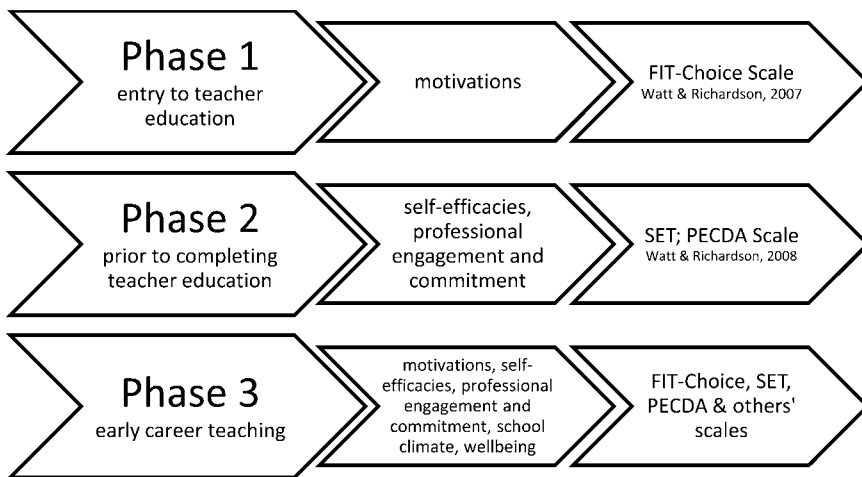 Phase 1
entry to teacher
education
motivations
FIT-Choice Scale
Watt & Richardson, 2007
Phase 2
prior to completing
teacher education
self-efficacies,
professional
engagement and
commitment
SET; PECDA Scale
Watt & Richardson, 2008
Phase 3
early career teaching
motivations, self-
efficacies, professional
engagement and
commitment, school
climate, wellbeing
FIT-Choice, SET,
PECDA & others'
scales